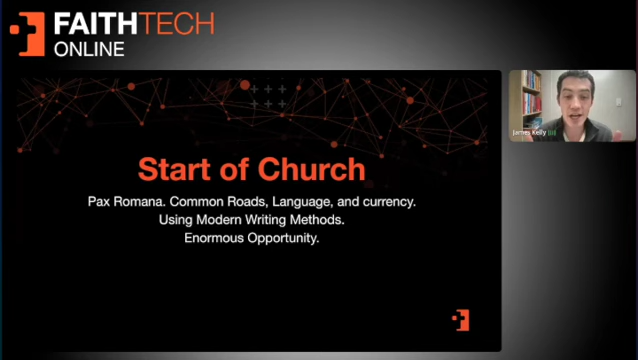 FAITHTECH
ONLINE
Start of Church
Pax Romana. Common Roads, Language, and currency.
Using Modern Writing Methods.
Enormous Opportunity.
James Kelly